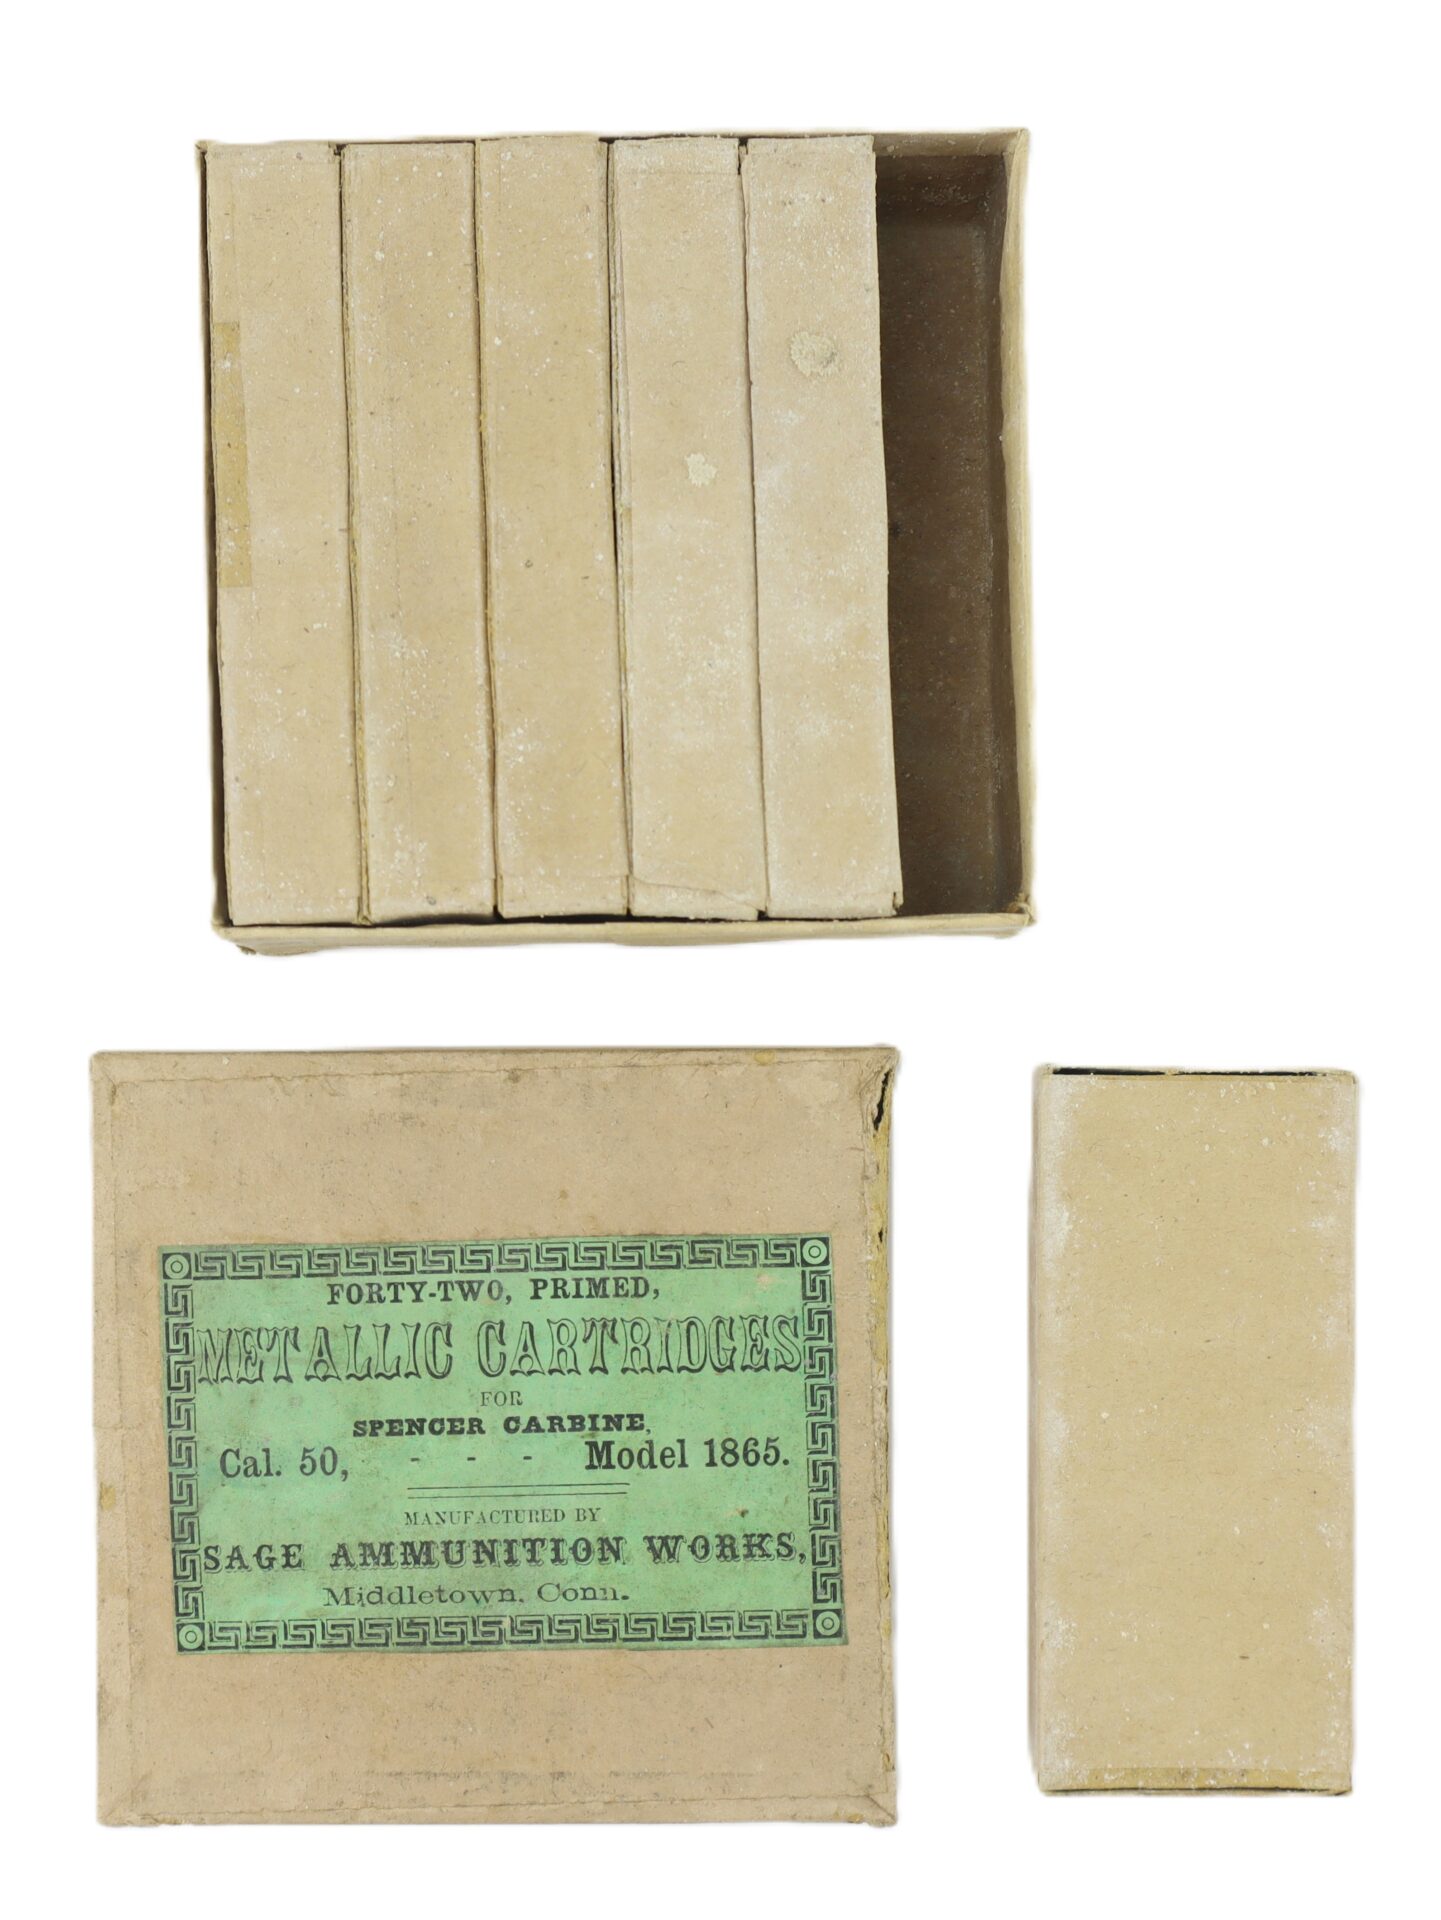 FORTY-TWO, PRIMED,
METALLIC CARTRIDGES
FOR
SPENCER CARBINE,
Cal. 50, - - - Model 1865.
MANUFACTURED BY
SAGE AMMUNITION WORKS,
Middletown, Conn.